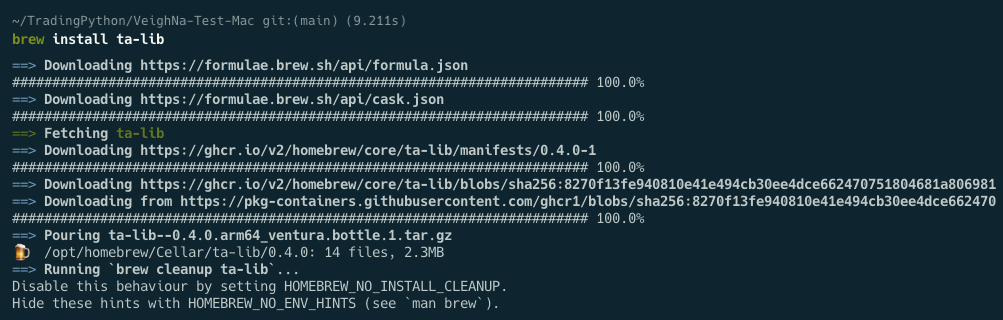 ~/TradingPython/VeighNa-Test-Mac git:(main) (9.211s)
brew install ta-lib
==> Downloading https://formulae.brew.sh/api/formula.json
######################################################################## 100.0%
==> Downloading https://formulae.brew.sh/api/cask.json
######################################################################## 100.0%
==> Fetching ta-lib
==> Downloading https://ghcr.io/v2/homebrew/core/ta-lib/manifests/0.4.0-1
######################################################################## 100.0%
==> Downloading https://ghcr.io/v2/homebrew/core/ta-lib/blobs/sha256:8270f13fe940810e41e494cb30ee4dce662470751804681a806981
==> Downloading from https://pkg-containers.githubusercontent.com/ghcr1/blobs/sha256:8270f13fe940810e41e494cb30ee4dce662470
######################################################################## 100.0%
==> Pouring ta-lib--0.4.0.arm64_ventura.bottle.1.tar.gz
🍺 /opt/homebrew/Cellar/ta-lib/0.4.0: 14 files, 2.3MB
==> Running `brew cleanup ta-lib`...
Disable this behaviour by setting HOMEBREW_NO_INSTALL_CLEANUP.
Hide these hints with HOMEBREW_NO_ENV_HINTS (see `man brew`).